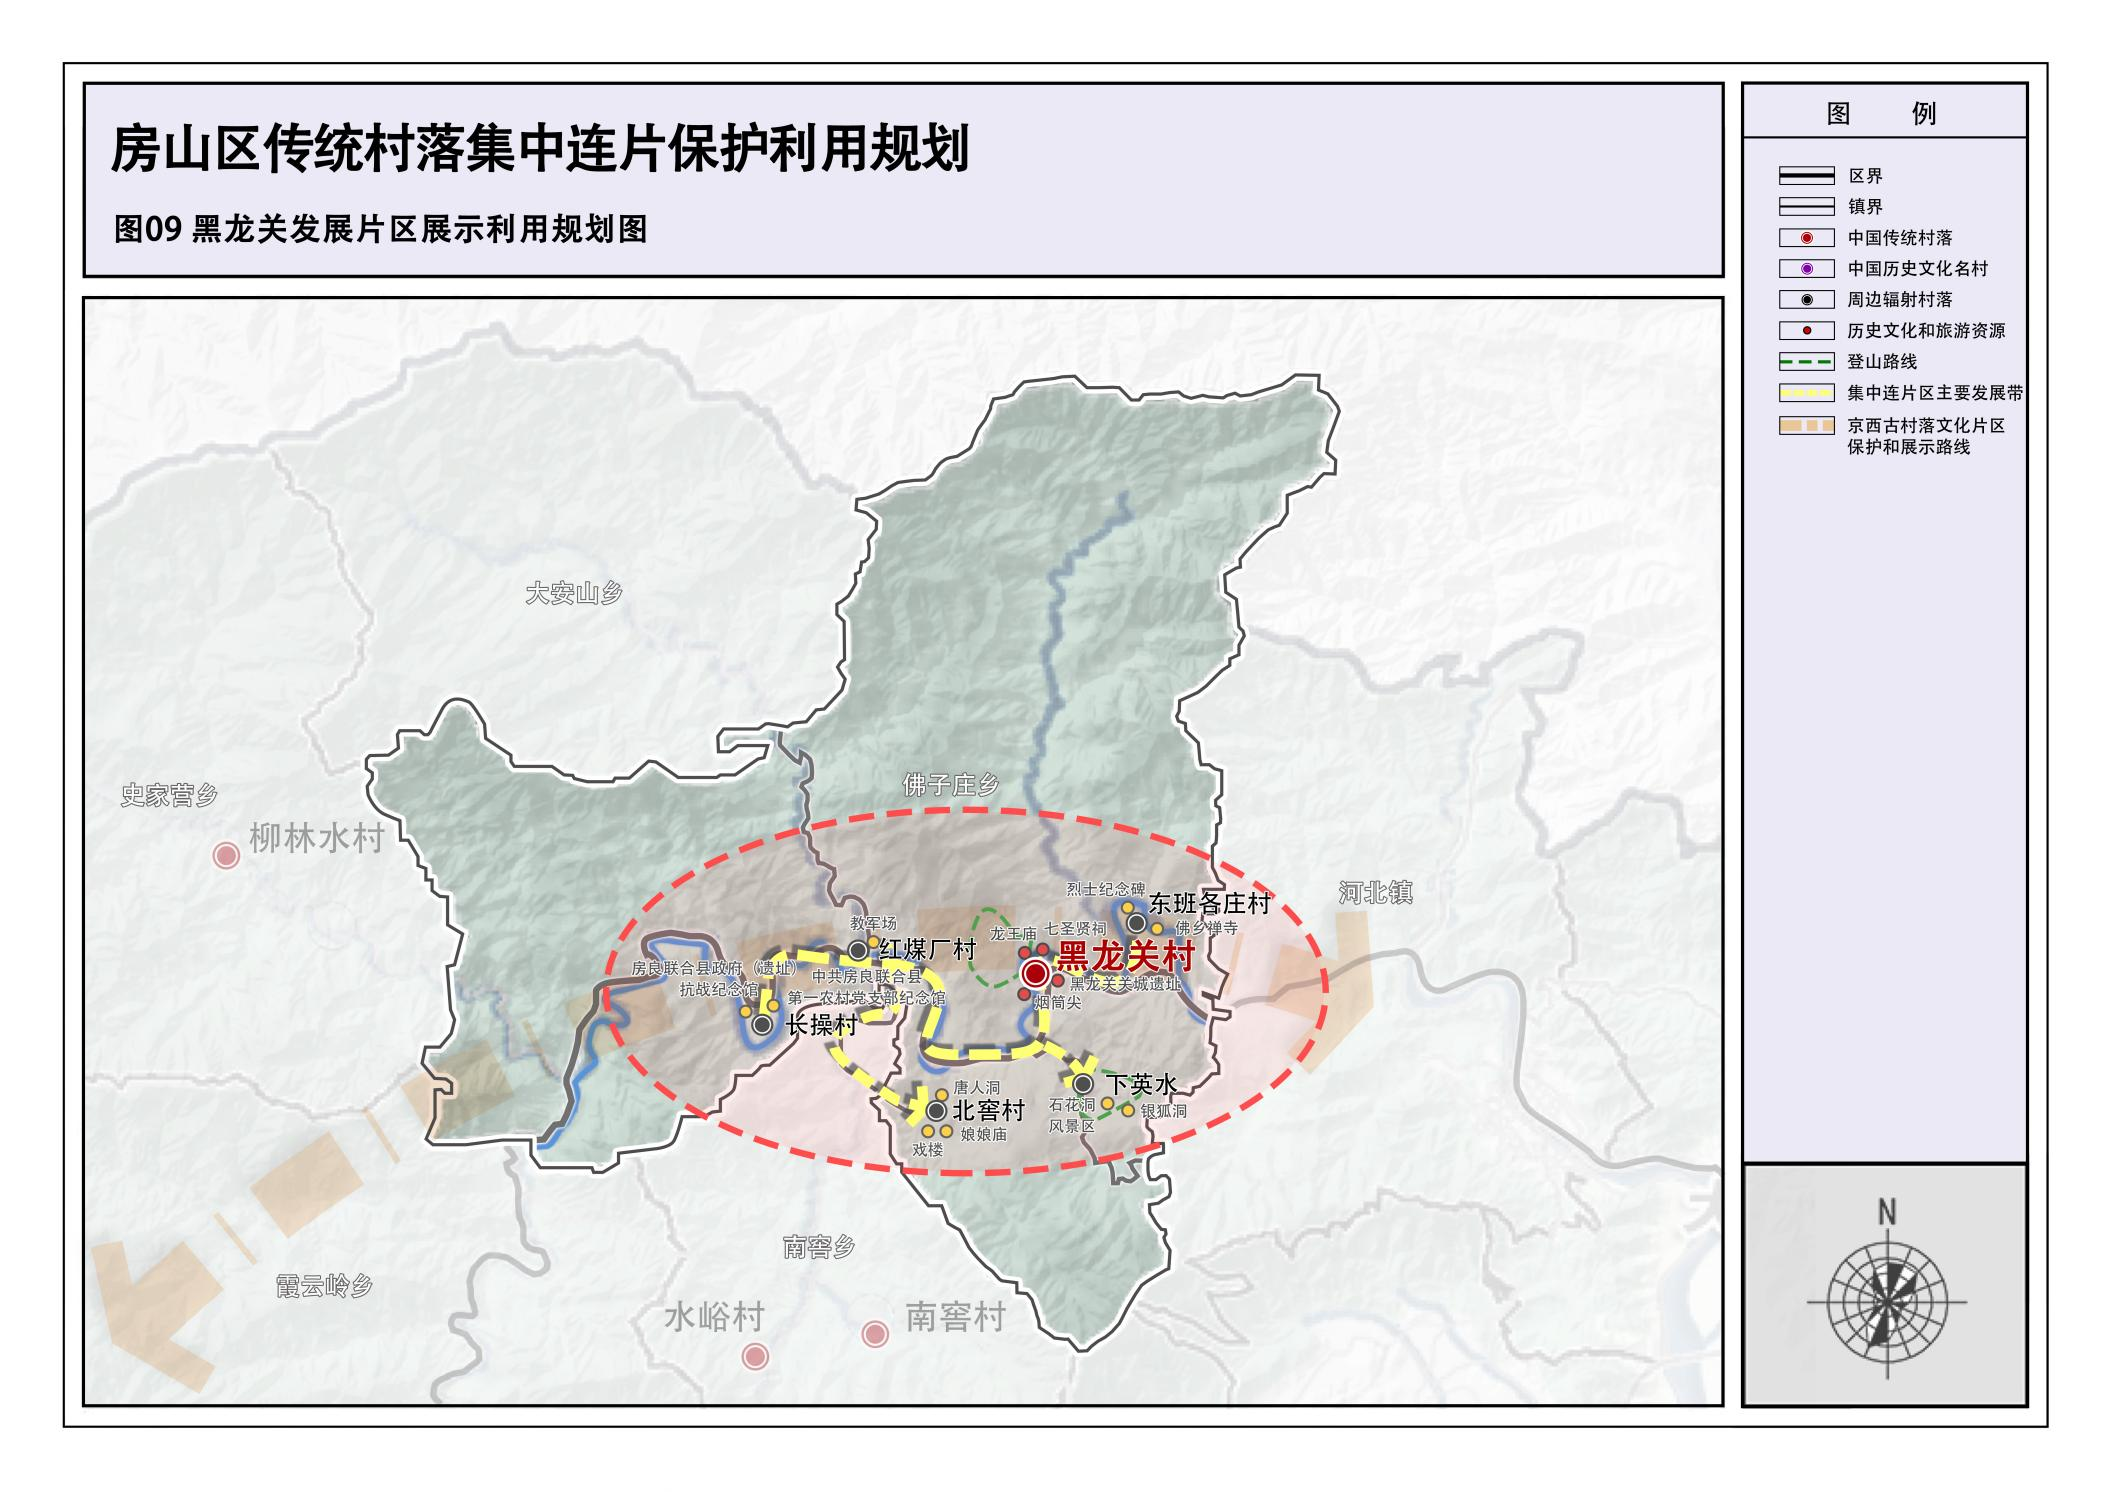 房山区传统村落集中连片保护利用规划
图09 黑龙关发展片区展示利用规划图
图 例
区界
镇界
中国传统村落
中国历史文化名村
周边辐射村落
历史文化和旅游资源
登山路线
集中连片区主要发展带
京西古村落文化片区
保护和展示路线
大安山乡
佛子庄乡
史家营乡
柳林水村
河北镇
烈士纪念碑
东班各庄村
教军场
龙王庙
七圣贤祠
佛乡禅寺
红煤厂村
黑龙关村
房良联合县政府（遗址）
抗战纪念馆
中共房良联合县
第一农村党支部纪念馆
黑龙关关城遗址
烟筒尖
长操村
唐人洞
下英水
北窖村
石花洞
风景区
银狐洞
娘娘庙
戏楼
南窖乡
霞云岭乡
水峪村
南窖村
N